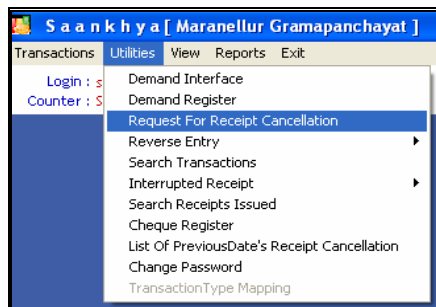 S a a n k h y a [ Maranellur Gramapanchayat ]
Transactions Utilities View Reports Exit
Login : s
Counter : S
Demand Interface
Demand Register
Request For Receipt Cancellation
Reverse Entry
Search Transactions
Interrupted Receipt
Search Receipts Issued
Cheque Register
List Of PreviousDate's Receipt Cancellation
Change Password
TransactionType Mapping